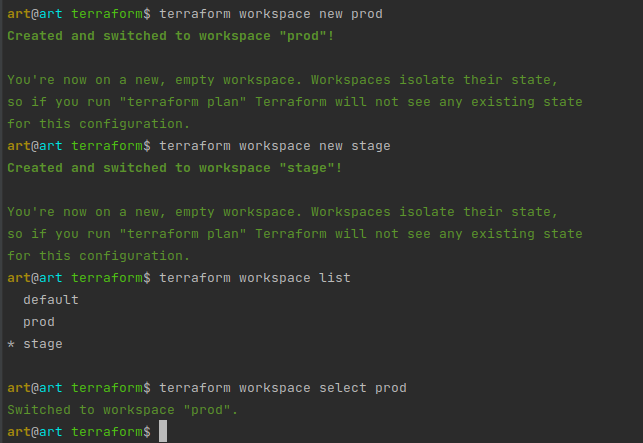 art@art terraform$ terraform workspace new prod
Created and switched to workspace "prod"!
You're now on a new, empty workspace. Workspaces isolate their state,
so if you run "terraform plan" Terraform will not see any existing state
for this configuration.
art@art terraform$ terraform workspace new stage
Created and switched to workspace "stage"!
You're now on a new, empty workspace. Workspaces isolate their state,
so if you run "terraform plan" Terraform will not see any existing state
for this configuration.
art@art terraform$ terraform workspace list
  default
  prod
* stage
art@art terraform$ terraform workspace select prod
Switched to workspace "prod".
art@art terraform$